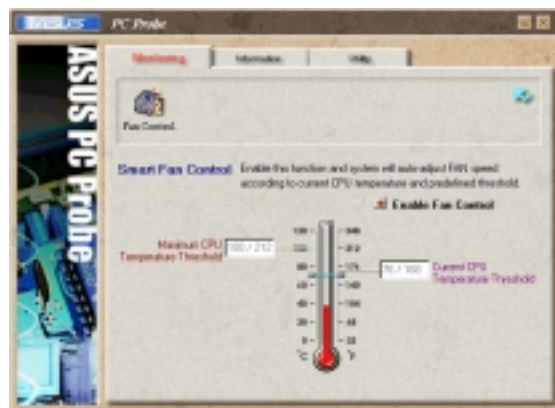 ASUS PC Probe
ASUS PC Probe
Monitoring Information Utility
Fan Control
Smart Fan Control Enable this function and system will auto-adjust FAN speed
according to current CPU temperature and predefined threshold.
Enable Fan Control
Maximum CPU
Temperature Threshold
100 / 212
Current CPU
Temperature Threshold
°C °F